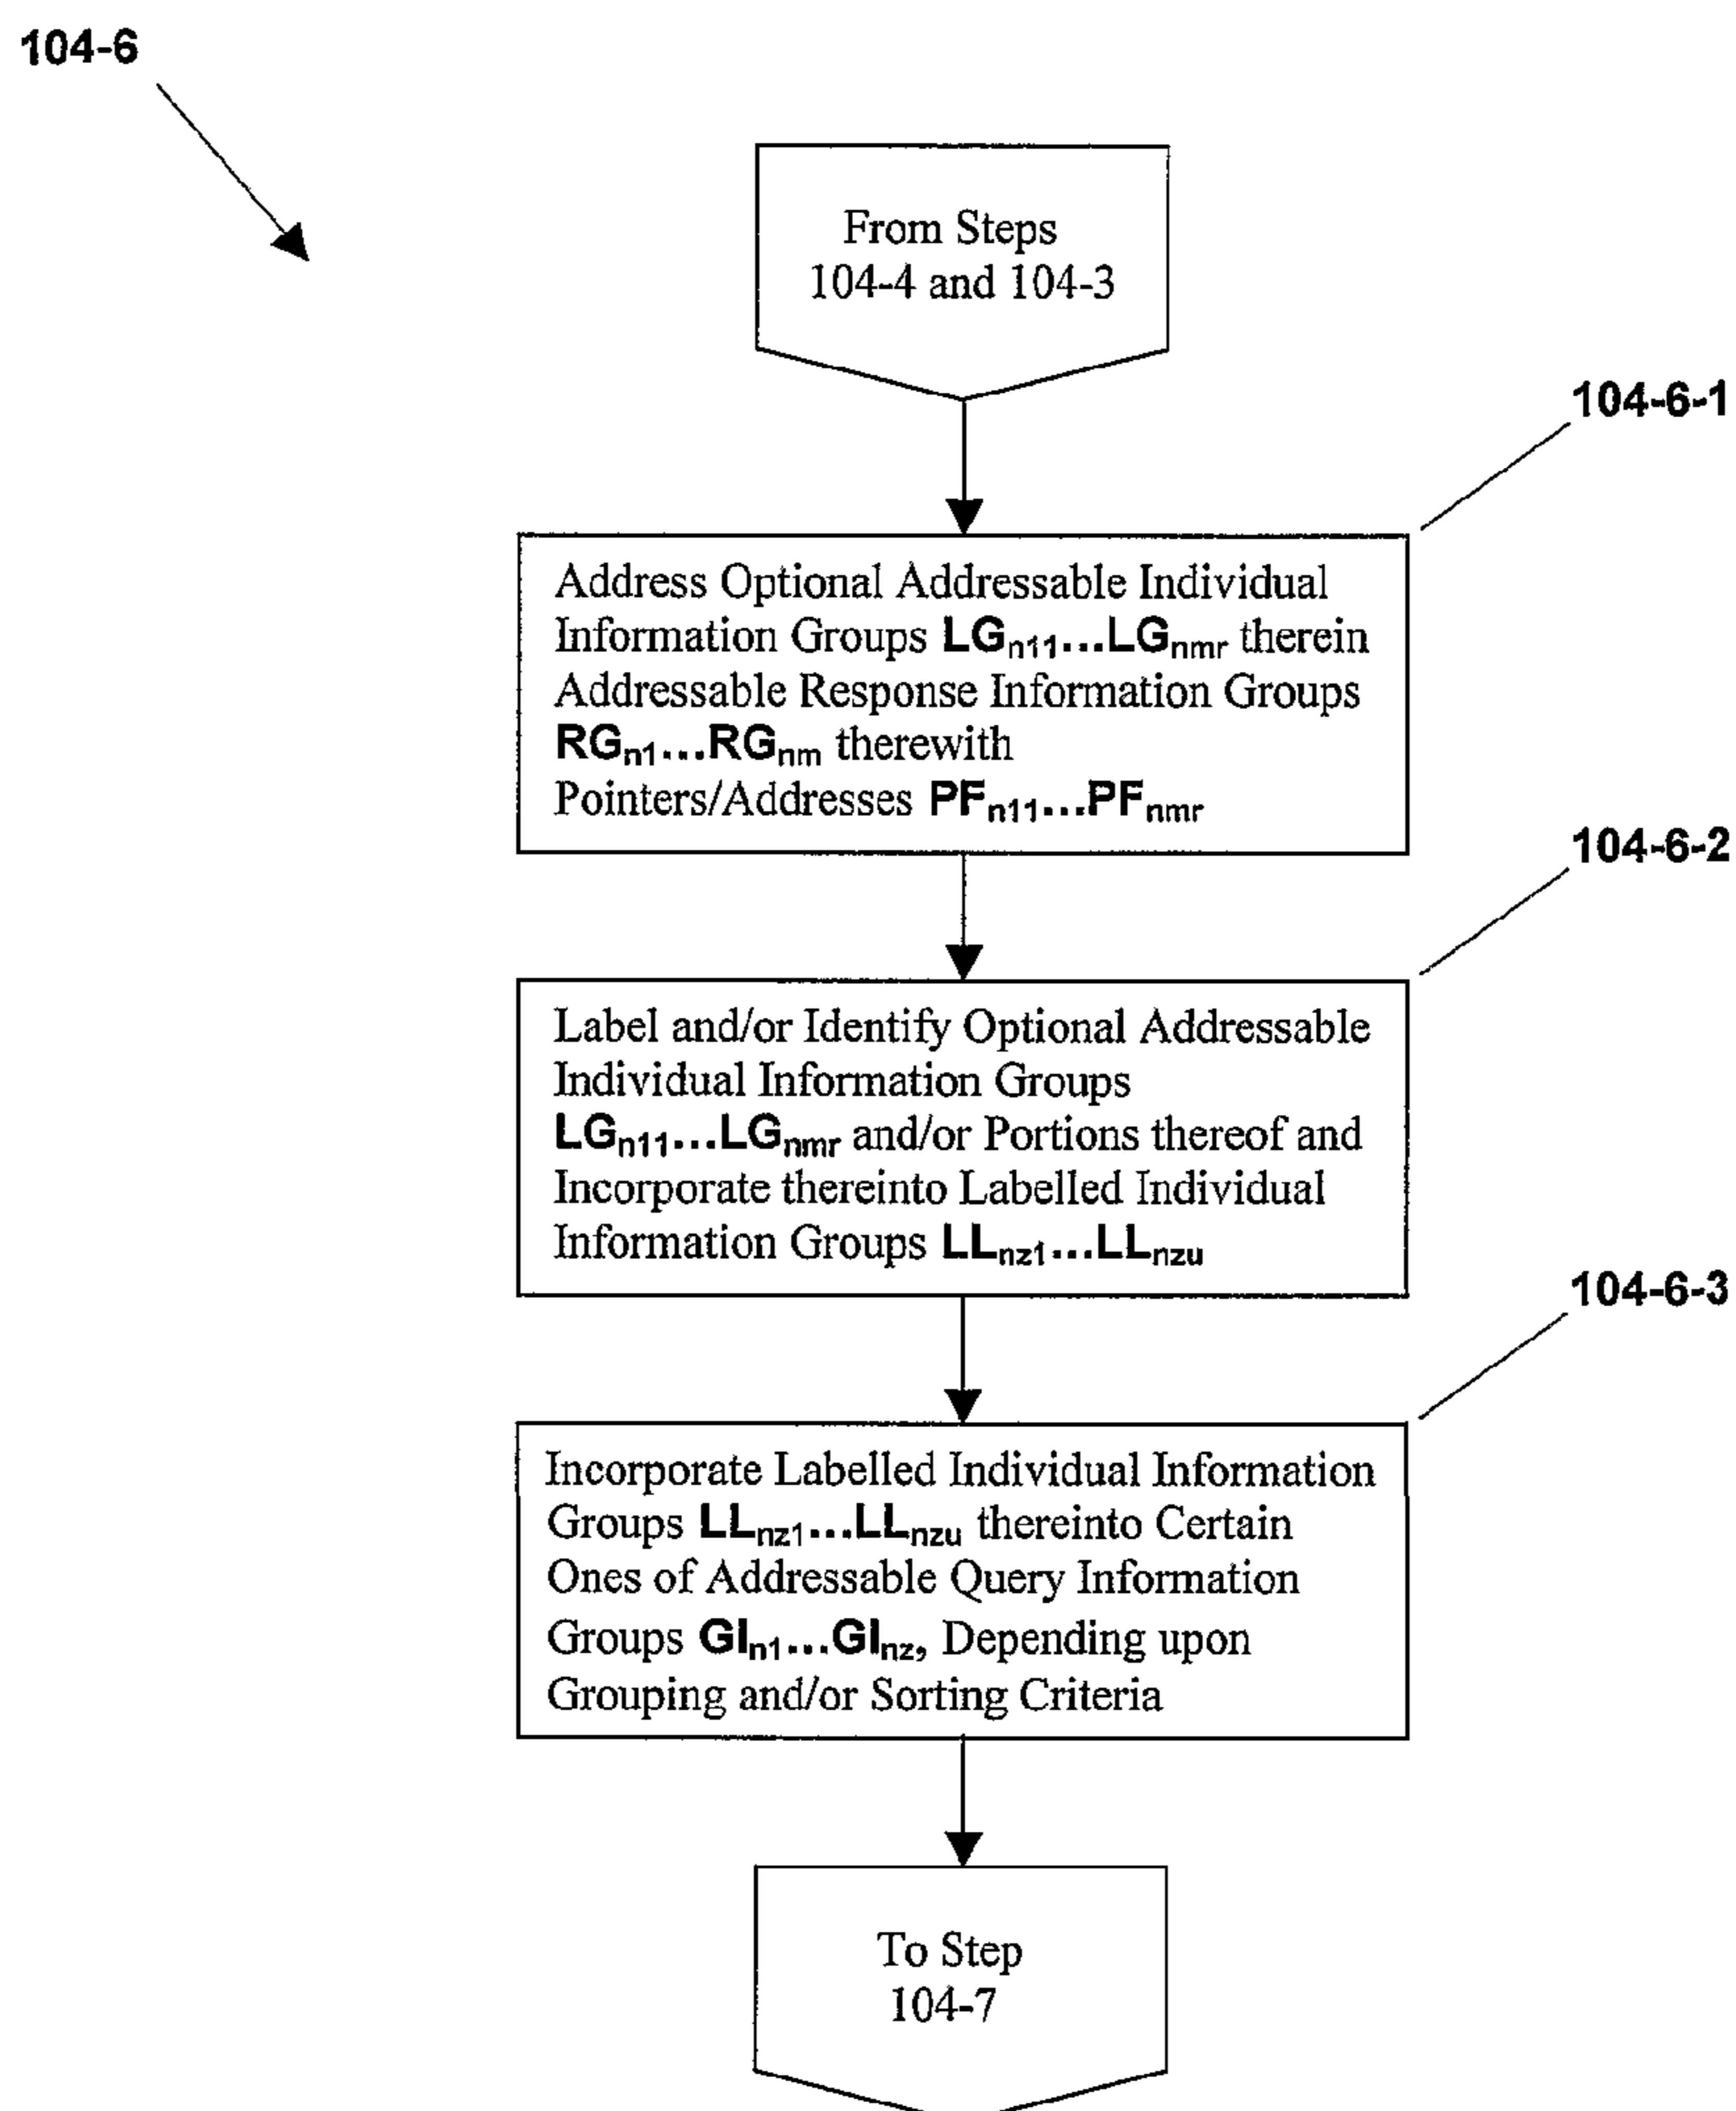 104-6
From Steps
104-4 and 104-3
104-6-1
Address Optional Addressable Individual
Information Groups LGn11...LGnmr therein
Addressable Response Information Groups
RGn1...RGnm therewith
Pointers/Addresses PFn11...PFnmr
104-6-2
Label and/or Identify Optional Addressable
Individual Information Groups
LGn11...LGnmr and/or Portions thereof and
Incorporate thereinto Labelled Individual
Information Groups LLnz1...LLnzu
104-6-3
Incorporate Labelled Individual Information
Groups LLnz1...LLnzu thereinto Certain
Ones of Addressable Query Information
Groups GIn1...GInz, Depending upon
Grouping and/or Sorting Criteria
To Step
104-7